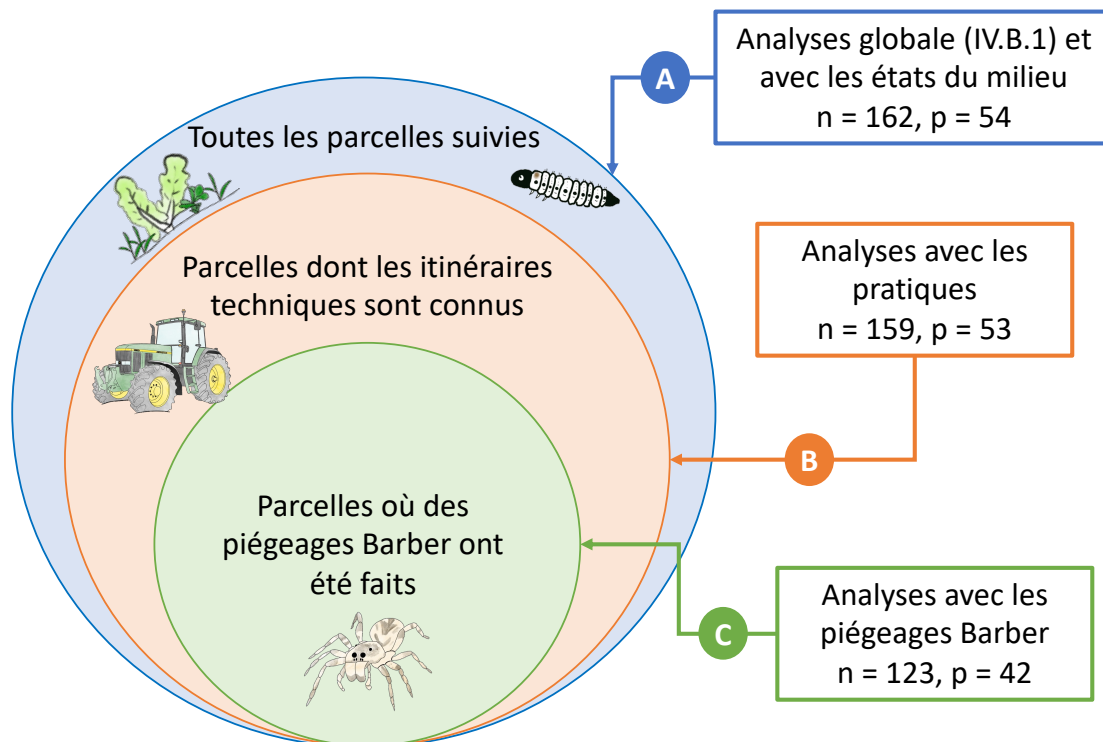 Analyses globale (IV.B.1) et
avec les états du milieu
n = 162, p = 54
A
Toutes les parcelles suivies
Parcelles dont les itinéraires
techniques sont connus
Analyses avec les
pratiques
n = 159, p = 53
B
Parcelles où des
piégeages Barber ont
été faits
C
Analyses avec les
piégeages Barber
n = 123, p = 42